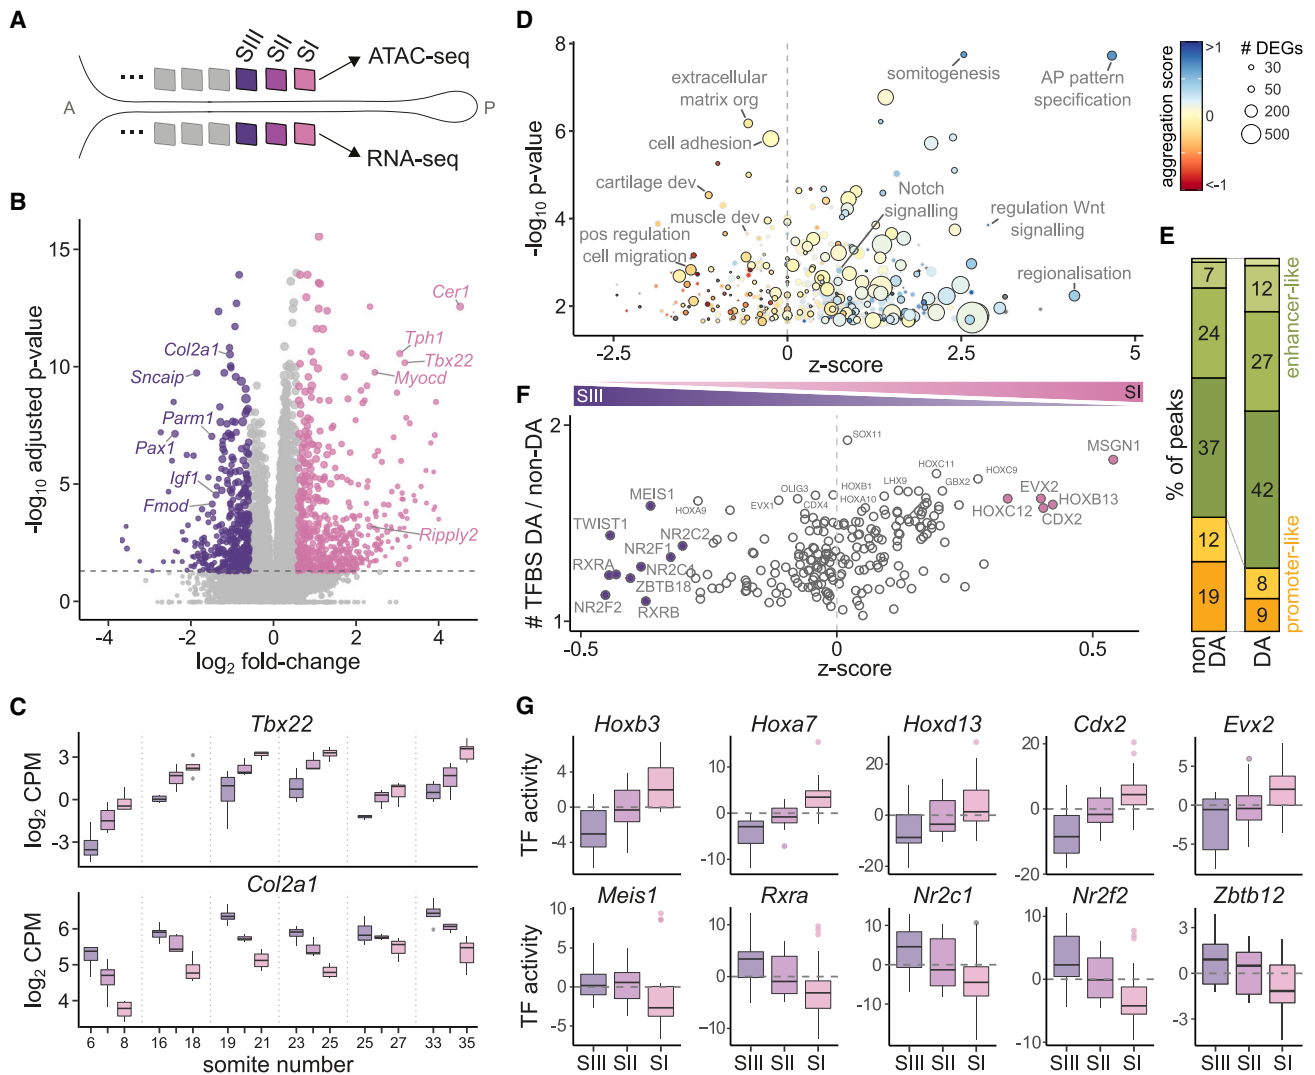 A
SIII
SII
SI
ATAC-seq
A
P
RNA-seq
B
15
10
5
0
-log10 adjusted p-value
Cer1
Tph1
Tbx22
Myocd
Col2a1
Sncaip
Parm1
Pax1
Igf1
Fmod
Ripply2
-4
-2
0
2
4
log2 fold-change
C
Tbx22
log2 CPM
3
0
-3
Col2a1
log2 CPM
6
5
4
6
8
16
18
19
21
23
25
25
27
33
35
somite number
D
8
6
4
2
-log10 p-value
extracellular
matrix org
cell adhesion
cartilage dev
muscle dev
pos regulation
cell migration
somitogenesis
AP pattern
specification
Notch
signalling
regulation Wnt
signalling
regionalisation
-2.5
0
2.5
5
z-score
aggregation score
>1
0
<-1
# DEGs
30
50
200
500
E
% of peaks
7
24
37
12
19
12
27
42
8
9
non
DA
DA
enhancer-like
promoter-like
F
SIII
SI
# TFBS DA / non-DA
2
1
SOX11
MSGN1
HOXC11
HOXC9
GBX2
LHX9
HOXB1
HOXA10
OLIG3
CDX4
EVX1
HOXA9
MEIS1
EVX2
HOXB13
HOXC12
CDX2
TWIST1
NR2C2
NR2F1
RXRA
NR2C1
ZBTB18
NR2F2
RXRB
-0.5
0
0.5
z-score
G
Hoxb3
Hoxa7
Hoxd13
Cdx2
Evx2
TF activity
4
0
-4
10
0
-10
20
0
-20
20
0
-20
5
0
-5
Meis1
Rxra
Nr2c1
Nr2f2
Zbtb12
TF activity
5
0
-5
10
0
-10
10
0
-10
10
0
-10
3
0
-3
SIII SII SI
SIII SII SI
SIII SII SI
SIII SII SI
SIII SII SI